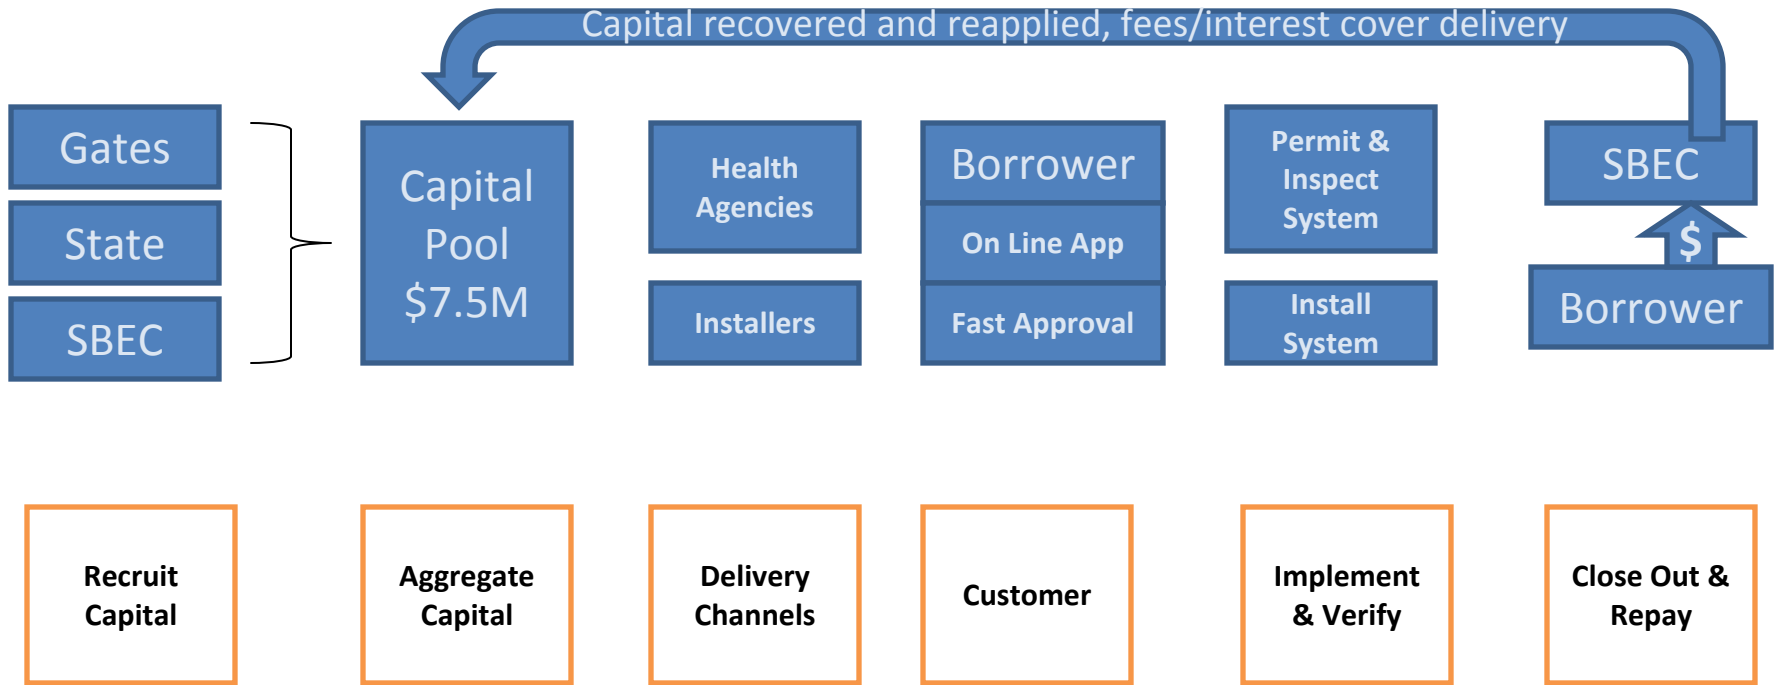 Capital recovered and reapplied, fees/interest cover delivery
Gates
State
SBEC
Capital
Pool
$7.5M
Health
Agencies
Installers
Borrower
On Line App
Fast Approval
Permit &
Inspect
System
Install
System
SBEC
$
Borrower
Recruit
Capital
Aggregate
Capital
Delivery
Channels
Customer
Implement
& Verify
Close Out &
Repay